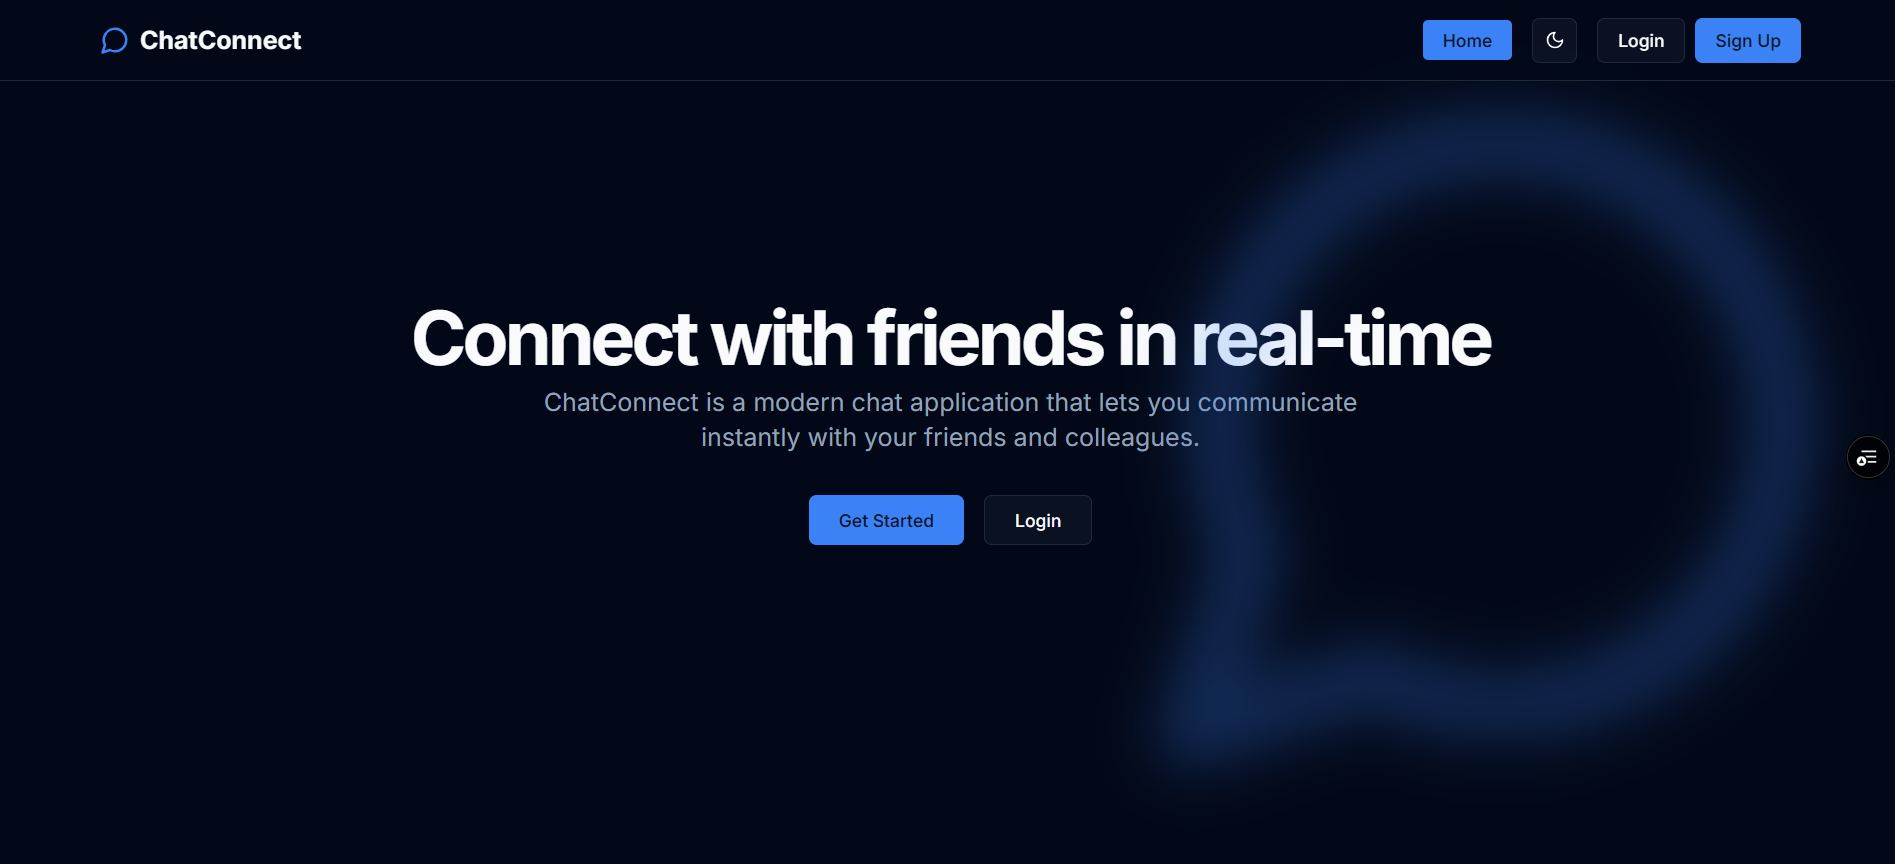 ChatConnect
Home
Login
Sign Up
Connect with friends in real-time
ChatConnect is a modern chat application that lets you communicate
instantly with your friends and colleagues.
Get Started
Login